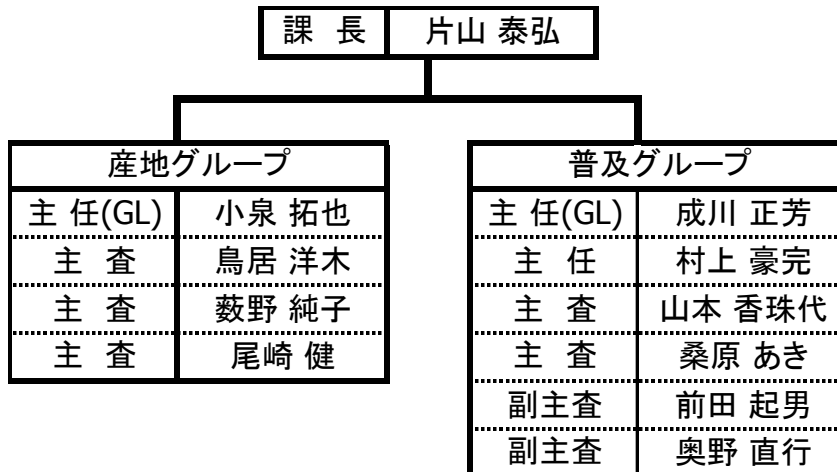 課 長 片山 泰弘
産地グループ
主 任(GL) 小泉 拓也
主 査 鳥居 洋木
主 査 薮野 純子
主 査 尾崎 健
普及グループ
主 任(GL) 成川 正芳
主 任 村上 豪完
主 査 山本 香珠代
主 査 桑原 あき
副主査 前田 起男
副主査 奥野 直行